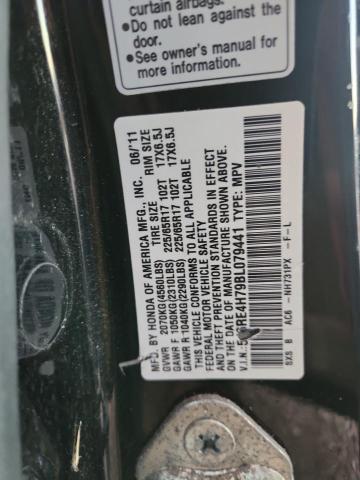 curtain airbags.
•Do not lean against the
door.
•See owner's manual for
more information.
MFD. BY HONDA OF AMERICA MFG., INC. 06/11
TIRE SIZE RIM SIZE
GVWR 2070KG(4560LBS) 225/65R17 102T 17X6.5J
GAWR F 1050KG(2310LBS) 225/65R17 102T 17X6.5J
GAWR R 1040KG(2290LBS)
THIS VEHICLE CONFORMS TO ALL APPLICABLE
FEDERAL MOTOR VEHICLE SAFETY
AND THEFT PREVENTION STANDARDS IN EFFECT
ON THE DATE OF MANUFACTURE SHOWN ABOVE.
V.I.N.: RE4H79BL079441 TYPE: MPV
SXS B AC6 -NH731PX -F-L